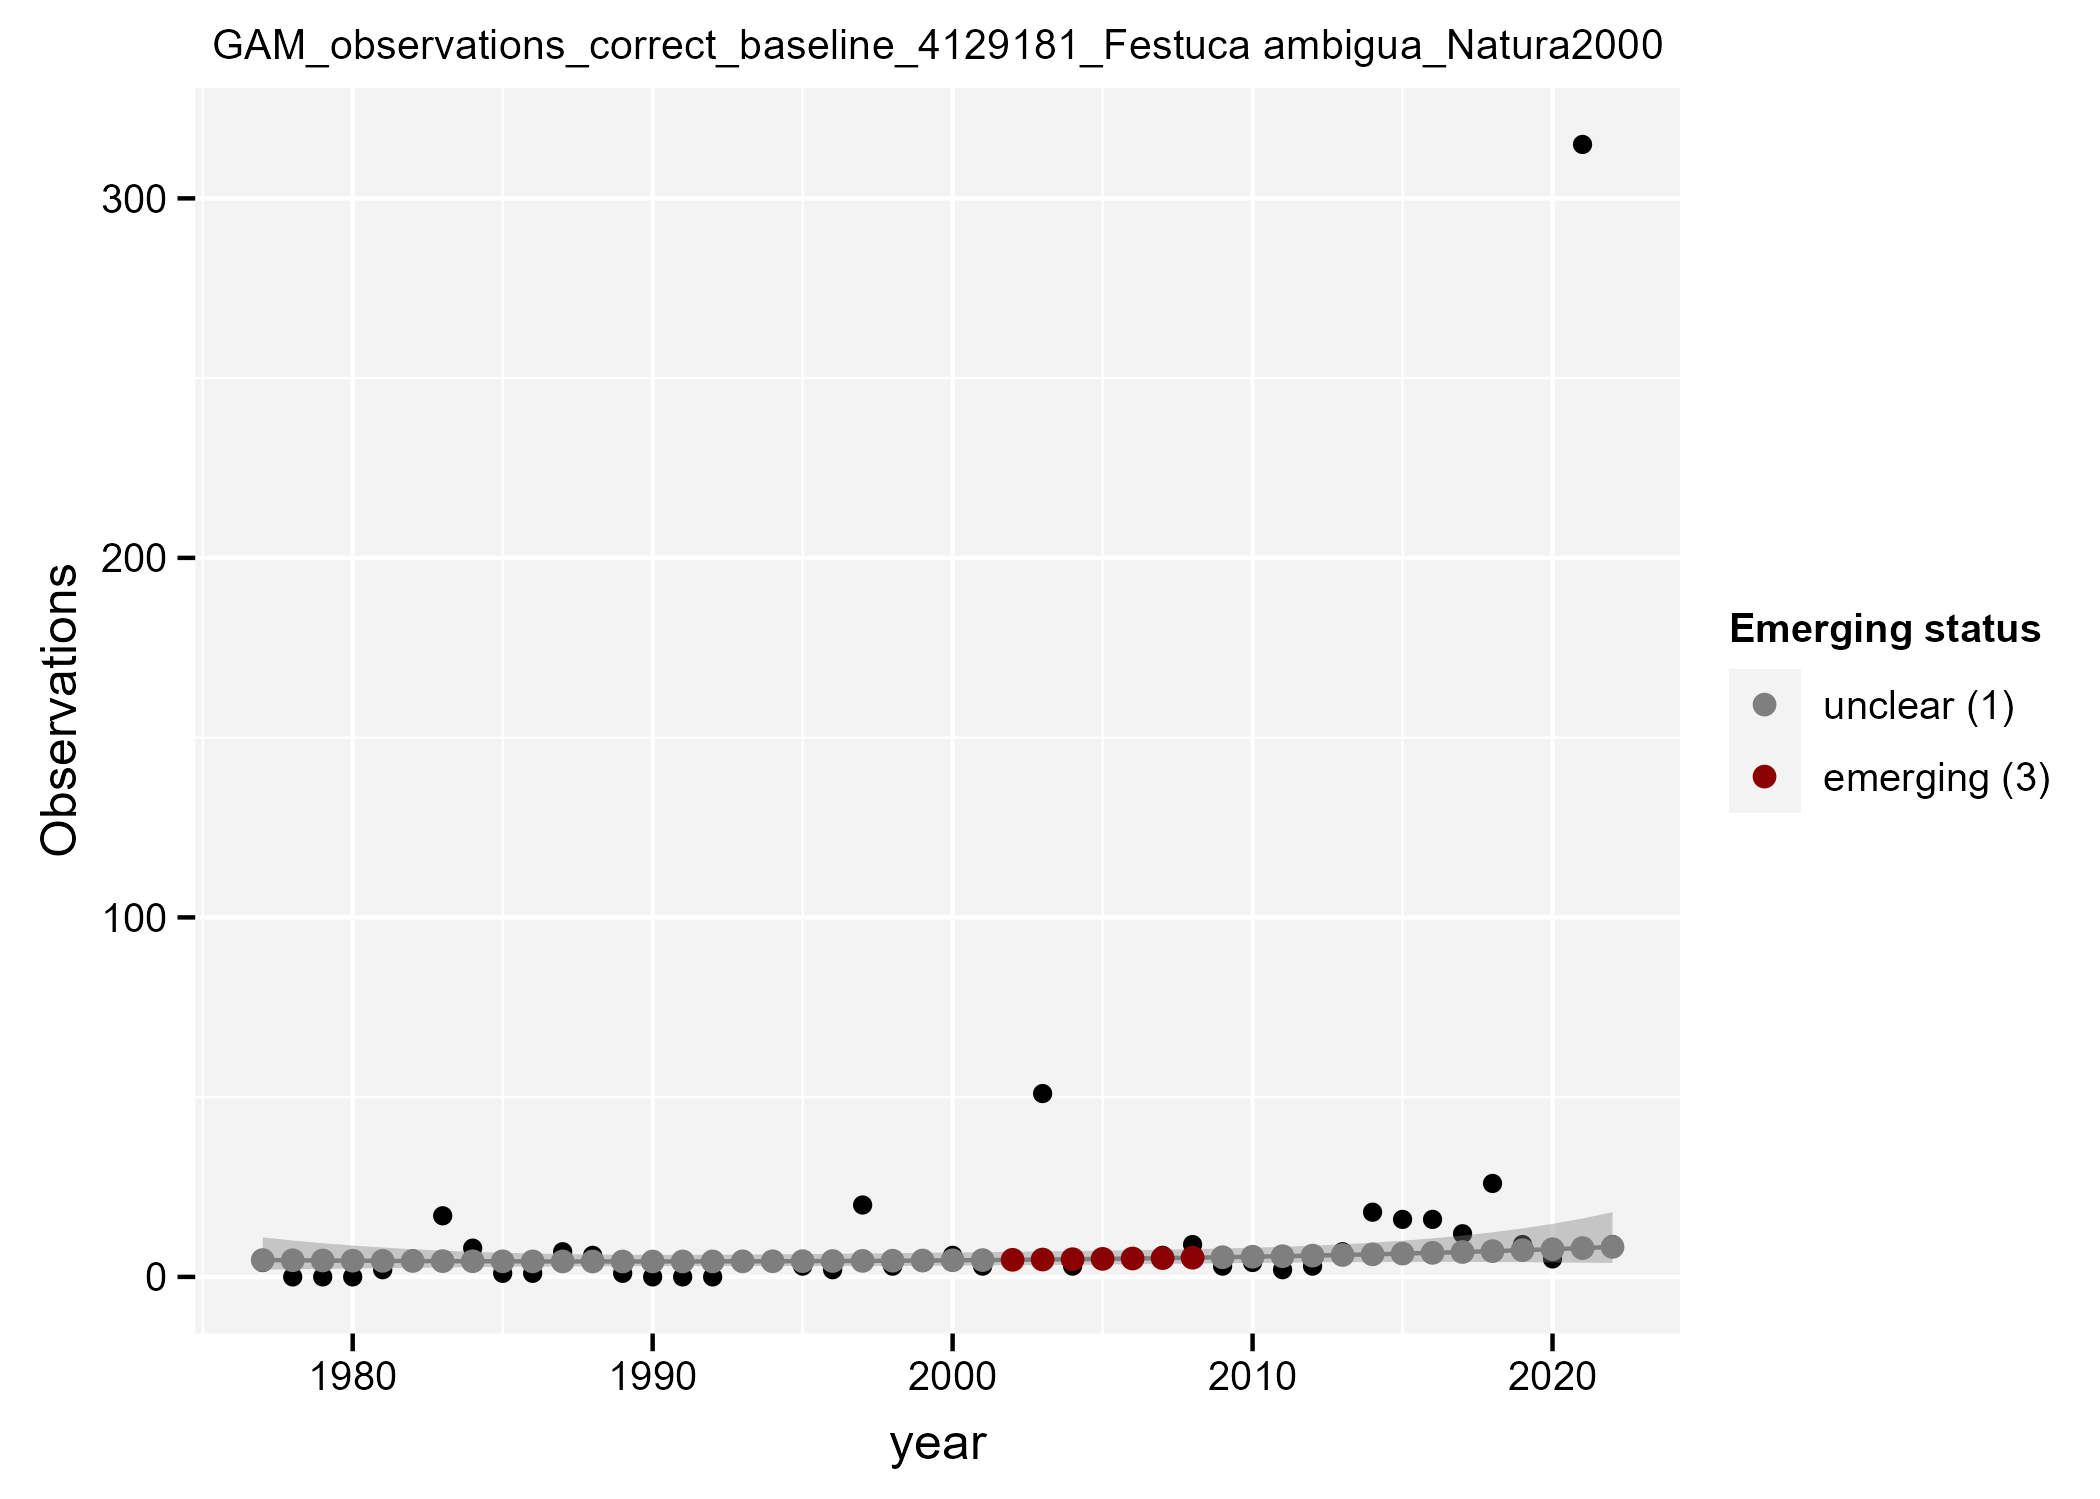 GAM_observations_correct_baseline_4129181_Festuca ambigua_Natura2000
300
200
100
0
Observations
1980 1990 2000 2010 2020
year
Emerging status
unclear (1)
emerging (3)